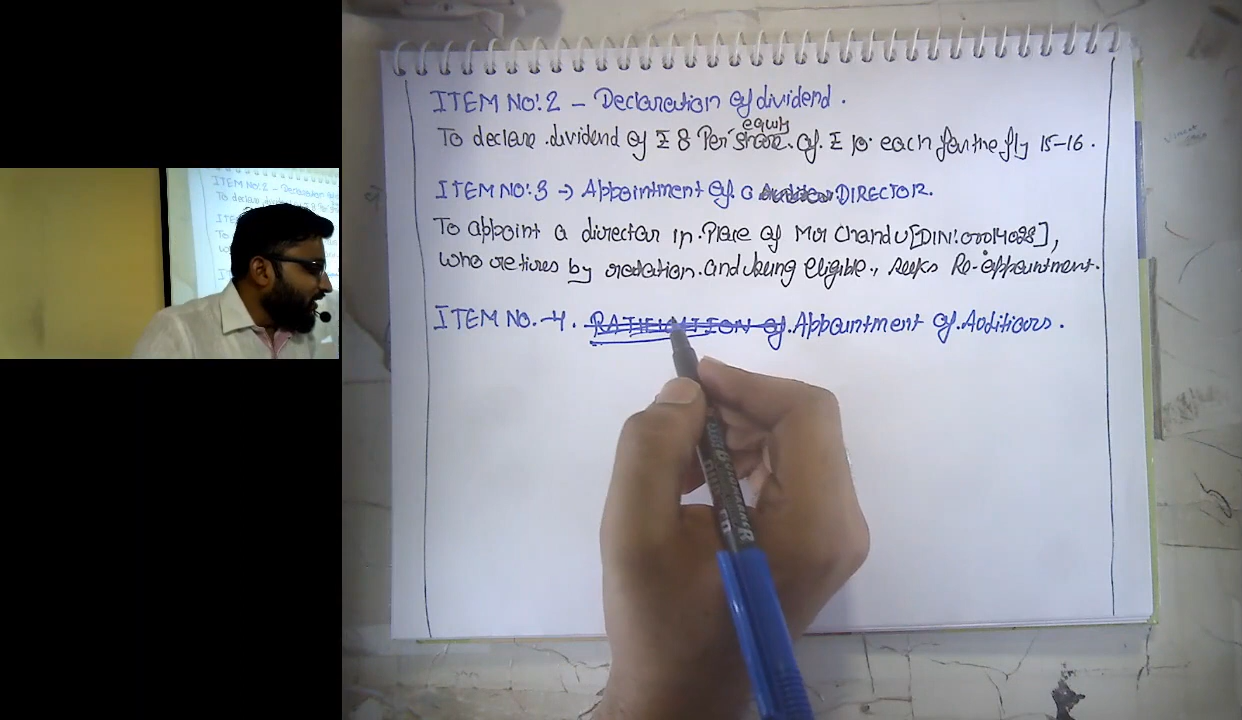 ITEM NO:2 - Declaration of dividend.
To declare dividend of ₹ 8 Per equity share of ₹ 10 each for the f/y 15-16.
ITEM NO:3 → Appointment of a DIRECTOR.
To appoint a director in Place of Mr Chandu [DIN: 00014028],
who retires by rotation and being eligible, seeks Re-appointment.
ITEM NO.-4. RATIFICATION of Appointment of Auditiors.